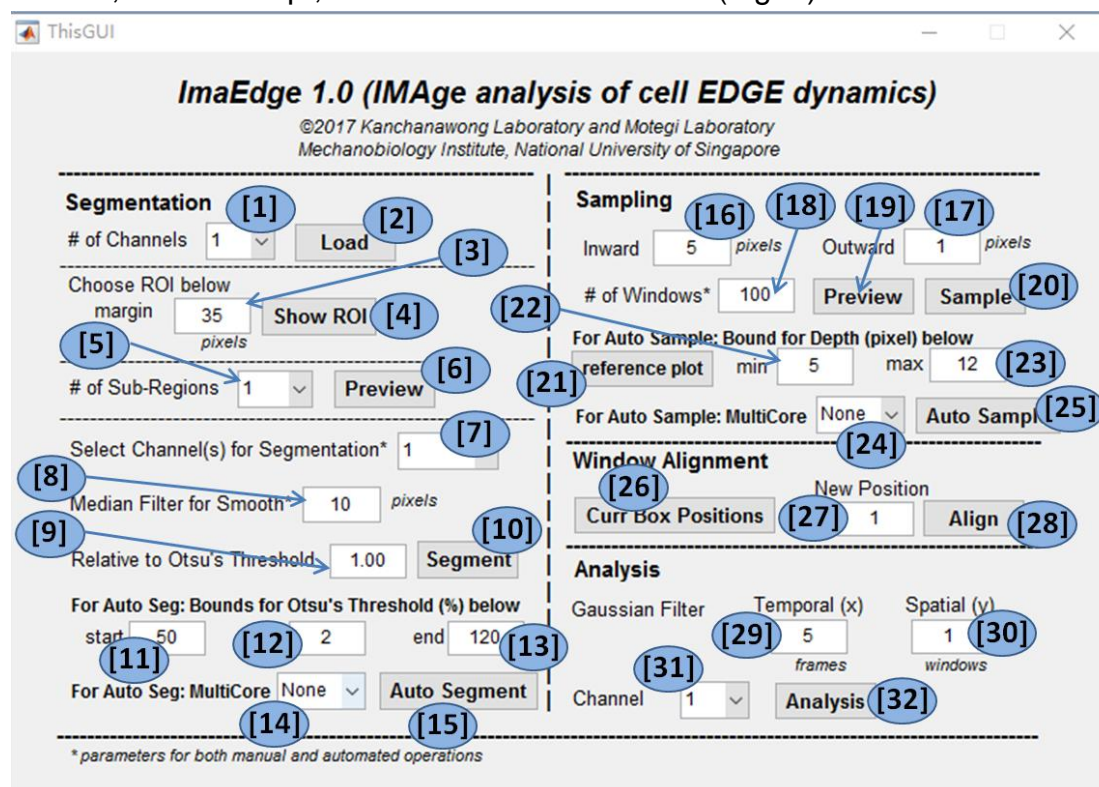 ThisGUI
ImaEdge 1.0 (IMAge analysis of cell EDGE dynamics)
©2017 Kanchanawong Laboratory and Motegi Laboratory
Mechanobiology Institute, National University of Singapore
Segmentation [1] [2]
# of Channels 1 Load
[3]
Choose ROI below
margin 35 Show ROI [4]
pixels
[5] [6]
# of Sub-Regions 1 Preview
[7]
Select Channel(s) for Segmentation* 1
[8]
Median Filter for Smooth* 10 pixels
[9] [10]
Relative to Otsu's Threshold 1.00 Segment
For Auto Seg: Bounds for Otsu's Threshold (%) below
start 50 [12] 2 end 120 [13]
[11]
For Auto Seg: MultiCore None Auto Segment
[14] [15]
* parameters for both manual and automated operations
Sampling [16] [18] [19] [17]
Inward 5 pixels Outward 1 pixels
[22] # of Windows* 100 Preview Sample [20]
For Auto Sample: Bound for Depth (pixel) below
[21] reference plot min 5 max 12 [23]
For Auto Sample: MultiCore None Auto Sampl [25]
[24]
Window Alignment
[26] New Position
Curr Box Positions [27] 1 Align [28]
Analysis
Gaussian Filter Temporal (x) Spatial (y)
[29] 5 1 [30]
frames windows
[31]
Channel 1 Analysis [32]